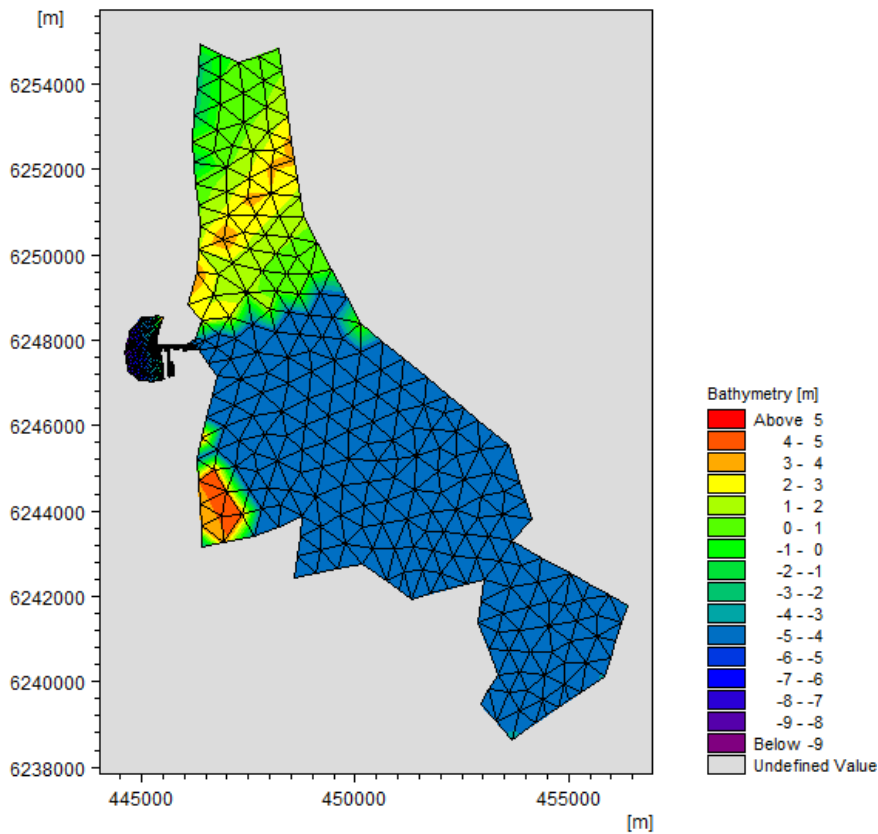 [m]
6254000
6252000
6250000
6248000
6246000
6244000
6242000
6240000
6238000
445000 450000 455000
[m]
Bathymetry [m]
Above 5
4 - 5
3 - 4
2 - 3
1 - 2
0 - 1
-1 - 0
-2 - -1
-3 - -2
-4 - -3
-5 - -4
-6 - -5
-7 - -6
-8 - -7
-9 - -8
Below -9
Undefined Value